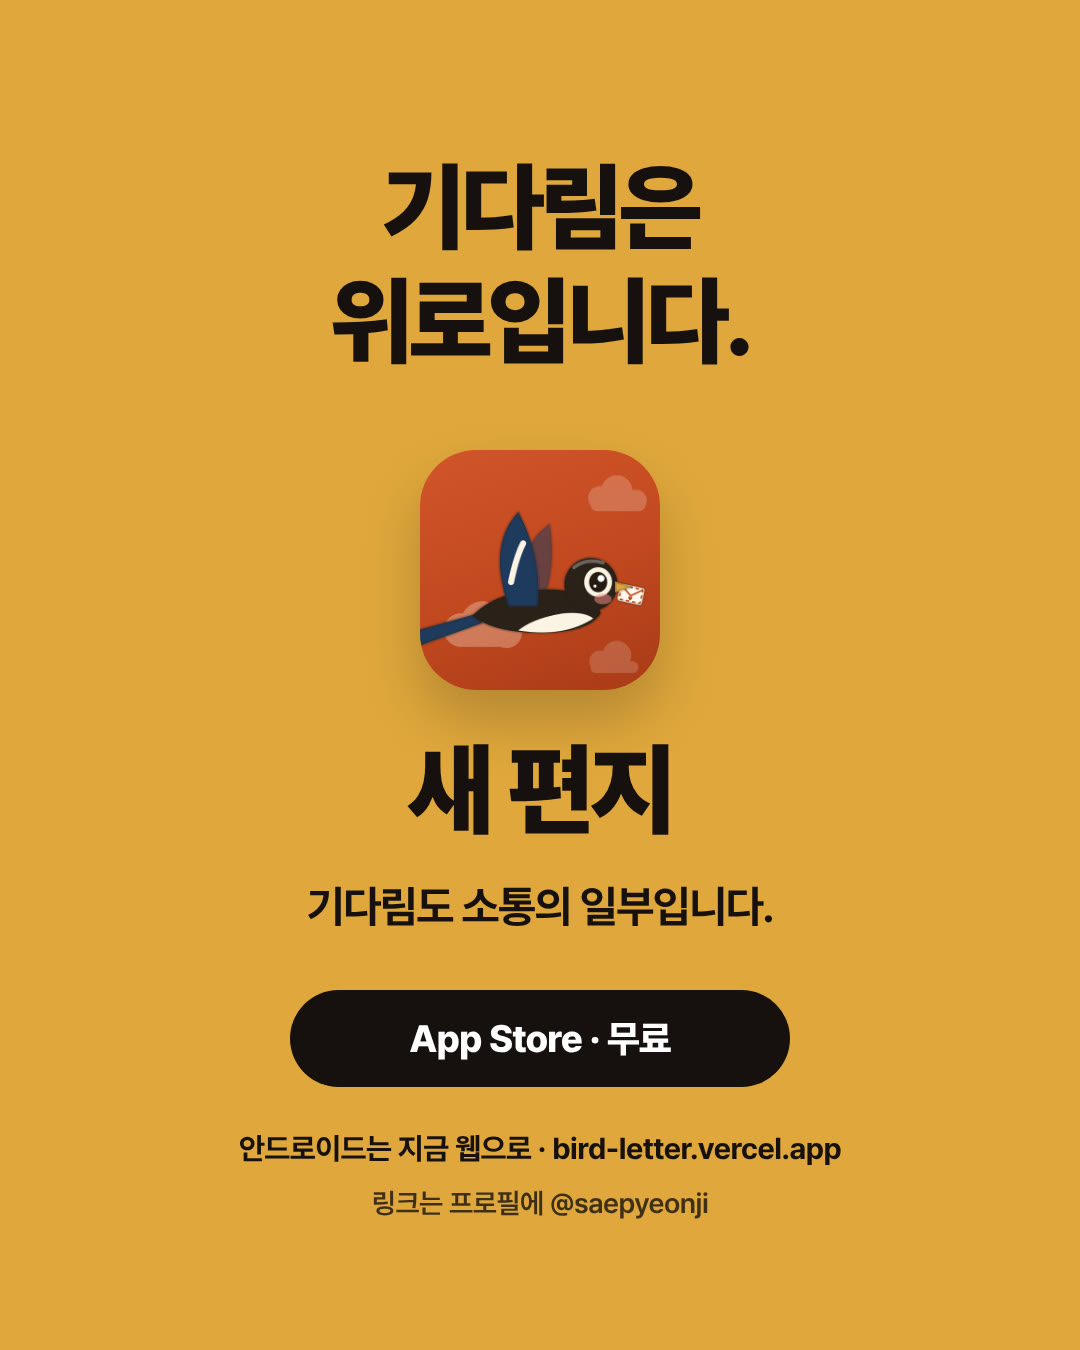 기다림은
위로입니다.
새 편지
기다림도 소통의 일부입니다.
App Store · 무료
안드로이드는 지금 웹으로 · bird-letter.vercel.app
링크는 프로필에 @saepyeonji